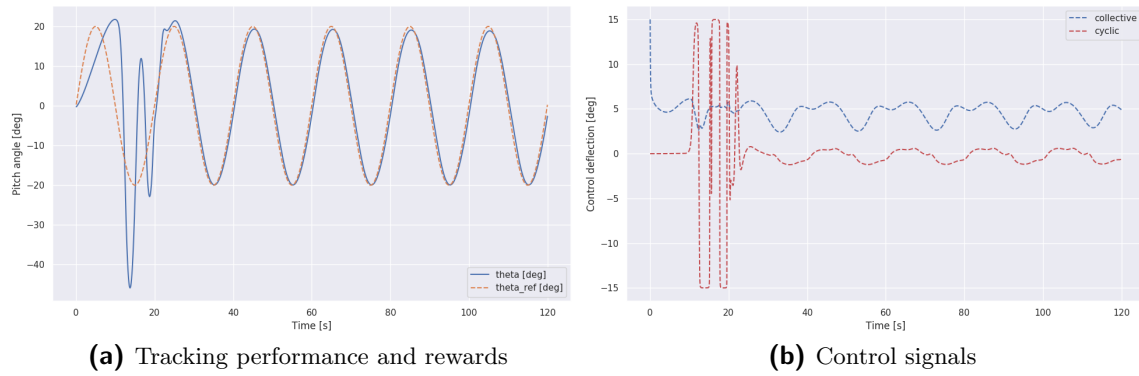 20
10
0
−10
−20
−30
−40
Pitch angle [deg]
0
20
40
60
80
100
120
Time [s]
theta [deg]
theta_ref [deg]
(a) Tracking performance and rewards
15
10
5
0
−5
−10
−15
Control deflection [deg]
0
20
40
60
80
100
120
Time [s]
collective
cyclic
(b) Control signals